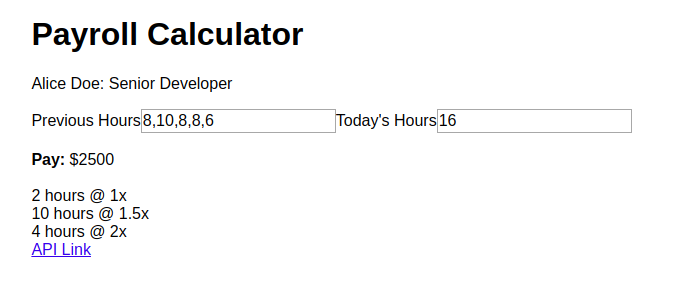 Payroll Calculator
Alice Doe: Senior Developer
Previous Hours 8,10,8,8,6 Today's Hours 16
Pay: $2500
2 hours @ 1x
10 hours @ 1.5x
4 hours @ 2x
API Link